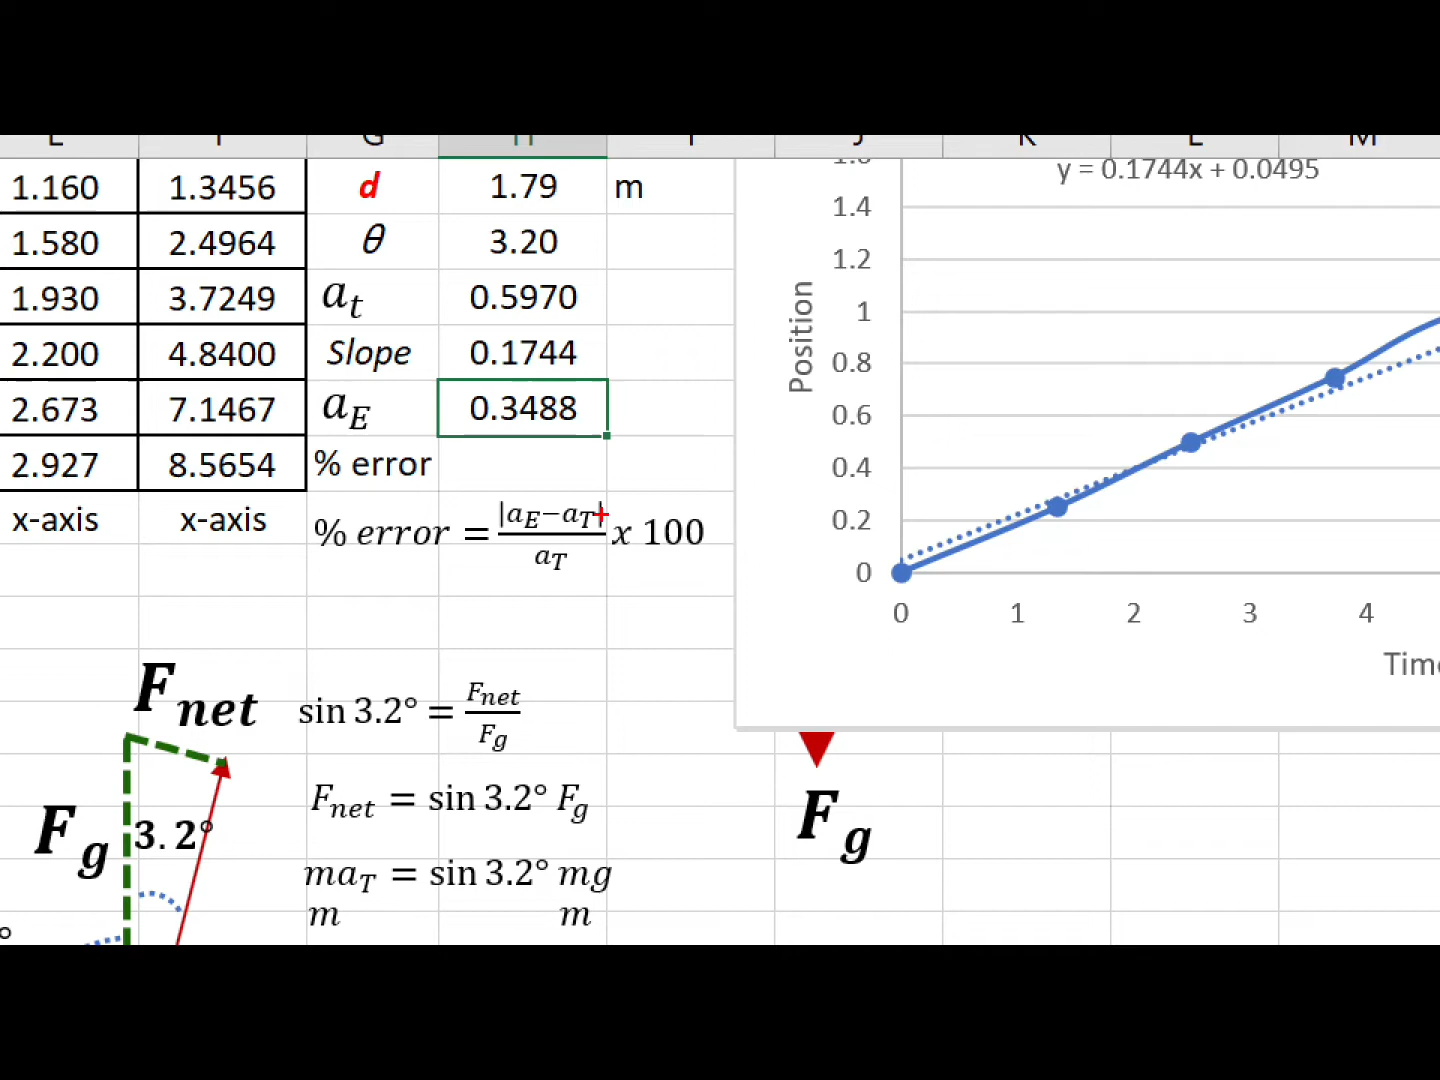 E F G H I J K L M
1.160 1.3456 d 1.79 m
1.580 2.4964 θ 3.20
1.930 3.7249 a_t 0.5970
2.200 4.8400 Slope 0.1744
2.673 7.1467 a_E 0.3488
2.927 8.5654 % error
x-axis x-axis % error = |a_E−a_T|/a_T x 100
y = 0.1744x + 0.0495
1.6
1.4
1.2
1
0.8
0.6
0.4
0.2
0
Position
0 1 2 3 4
F_net
sin 3.2° = F_net/F_g
F_net = sin 3.2° F_g
F_g
3.2°
ma_T = sin 3.2° mg
m m
F_g
°